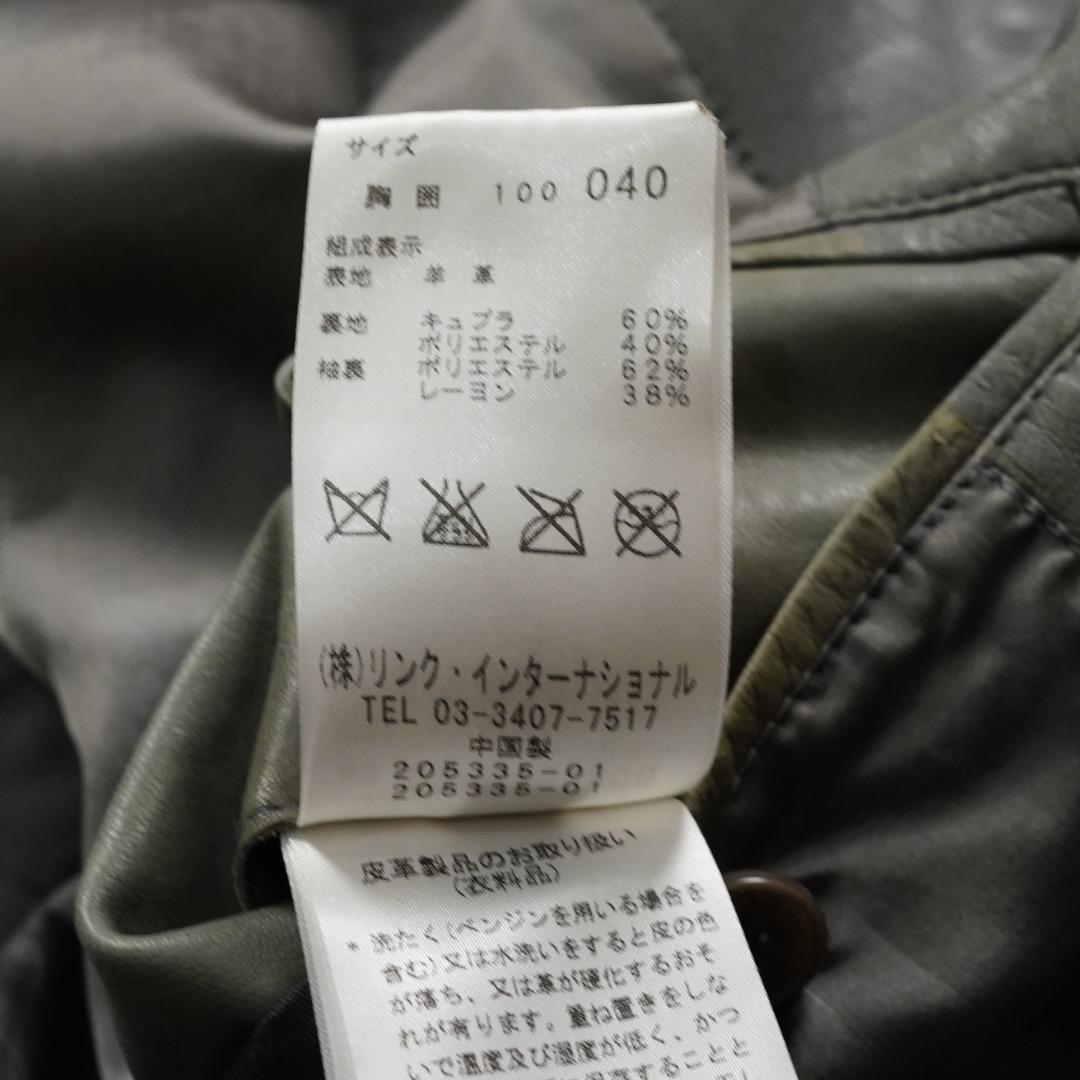 サイズ
胸囲 100 040
組成表示
表地 羊革
裏地 キュプラ 60%
ポリエステル 40%
袖裏 ポリエステル 62%
レーヨン 38%
(株)リンク・インターナショナル
TEL 03-3407-7517
中国製
205335-01
205335-01
皮革製品のお取り扱い
(衣料品)
* 洗たく(ベンジンを用いる場合を
含む)又は水洗いをすると皮の色
が落ち、又は革が硬化するおそ
れが有ります。重ね置きをしな
いで温度及び湿度が低く、かつ
保存することと